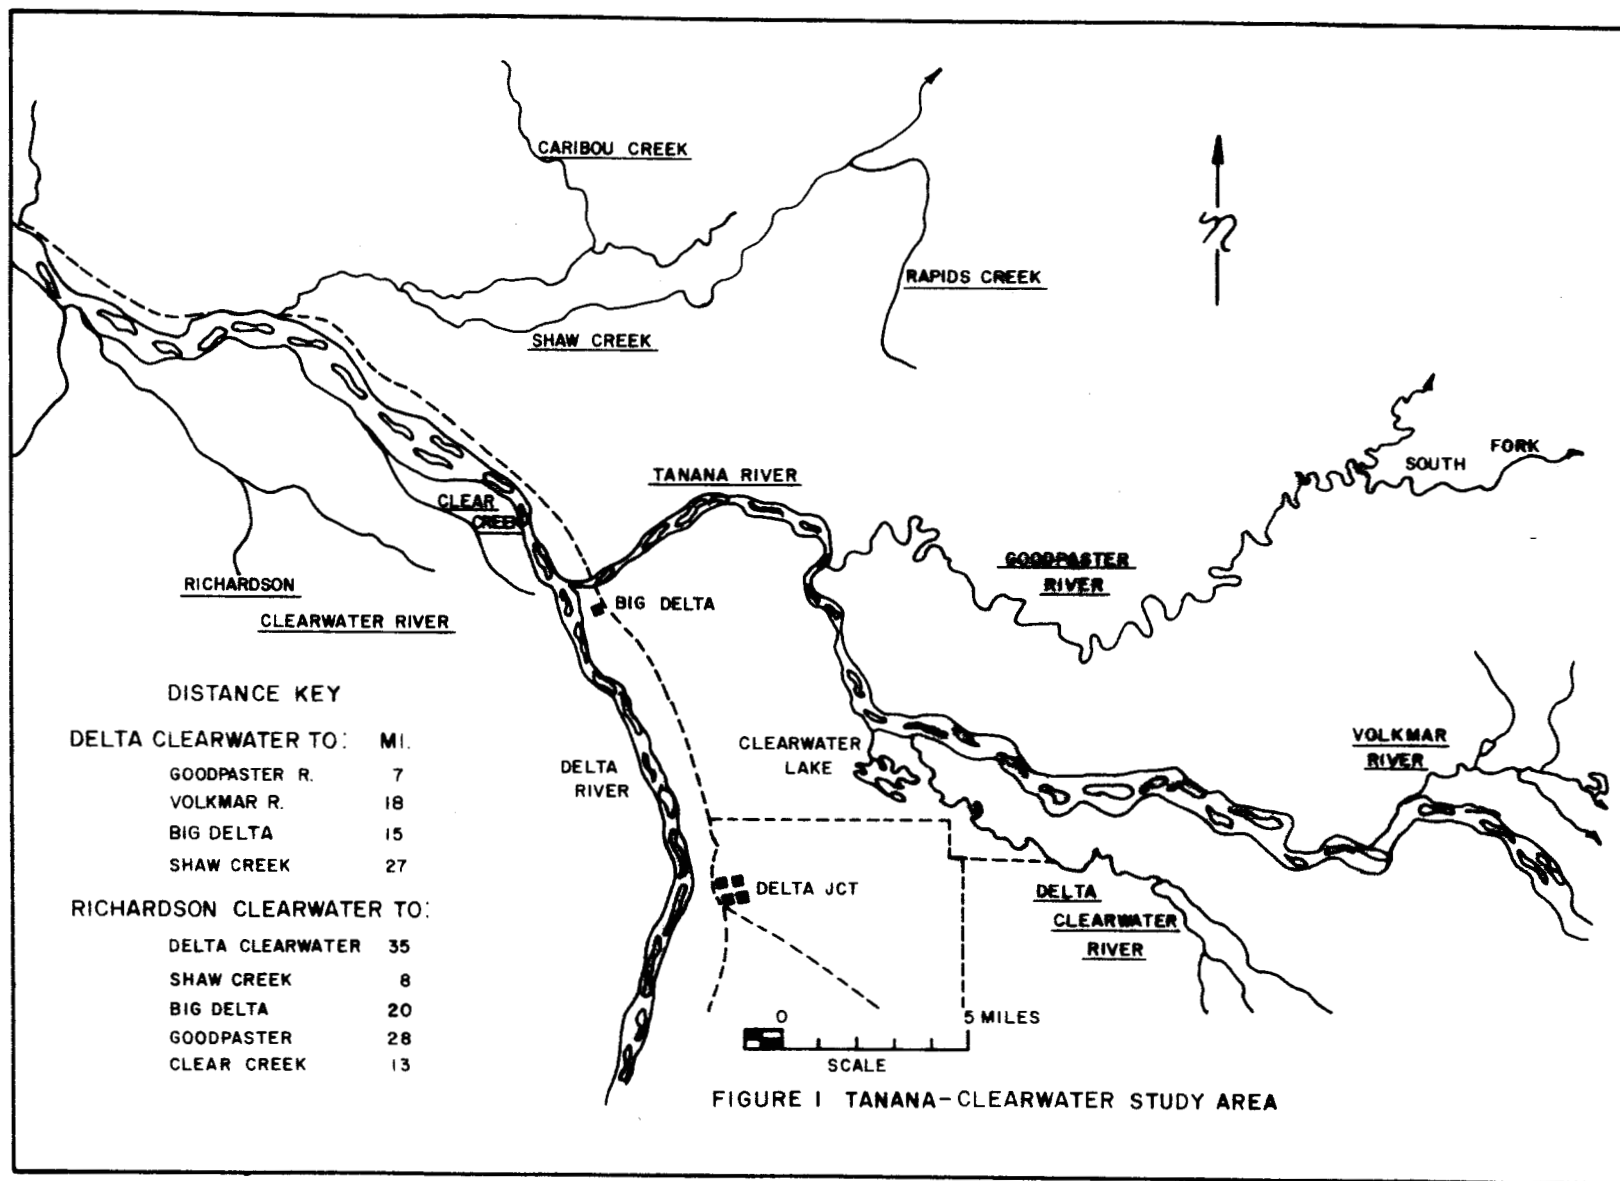 CARIBOU CREEK
N
RAPIDS CREEK
SHAW CREEK
SOUTH FORK
TANANA RIVER
CLEAR
CREEK
GOODPASTER
RIVER
RICHARDSON
CLEARWATER RIVER
BIG DELTA
DISTANCE KEY
DELTA CLEARWATER TO: MI.
GOODPASTER R. 7
VOLKMAR R. 18
BIG DELTA 15
SHAW CREEK 27
RICHARDSON CLEARWATER TO:
DELTA CLEARWATER 35
SHAW CREEK 8
BIG DELTA 20
GOODPASTER 28
CLEAR CREEK 13
DELTA
RIVER
CLEARWATER
LAKE
VOLKMAR
RIVER
DELTA JCT
DELTA
CLEARWATER
RIVER
0 5 MILES
SCALE
FIGURE 1 TANANA-CLEARWATER STUDY AREA